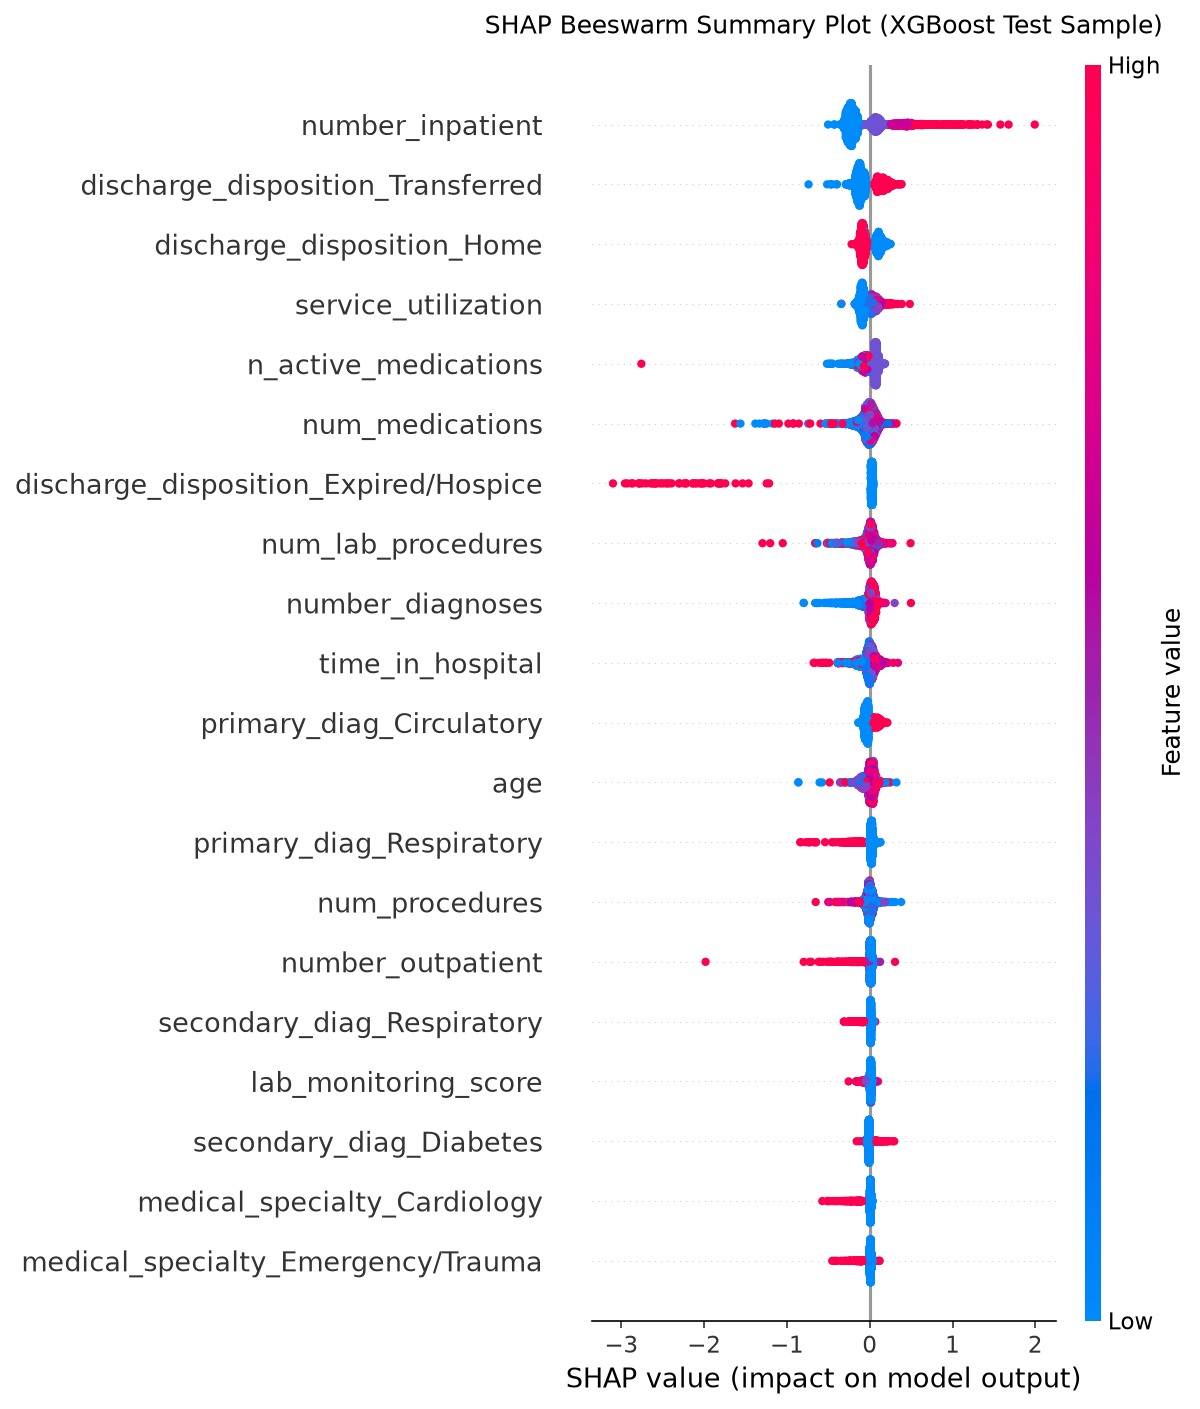 SHAP Beeswarm Summary Plot (XGBoost Test Sample)
High
number_inpatient
discharge_disposition_Transferred
discharge_disposition_Home
service_utilization
n_active_medications
num_medications
discharge_disposition_Expired/Hospice
num_lab_procedures
number_diagnoses
time_in_hospital
primary_diag_Circulatory
age
primary_diag_Respiratory
num_procedures
number_outpatient
secondary_diag_Respiratory
lab_monitoring_score
secondary_diag_Diabetes
medical_specialty_Cardiology
medical_specialty_Emergency/Trauma
Feature value
Low
−3 −2 −1 0 1 2
SHAP value (impact on model output)